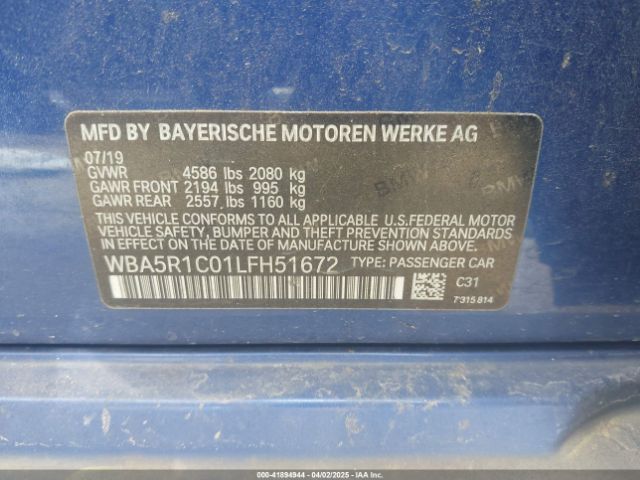 MFD BY BAYERISCHE MOTOREN WERKE AG
07/19
GVWR 4586 lbs 2080 kg
GAWR FRONT 2194 lbs 995 kg
GAWR REAR 2557 lbs 1160 kg
THIS VEHICLE CONFORMS TO ALL APPLICABLE U.S.FEDERAL MOTOR
VEHICLE SAFETY, BUMPER AND THEFT PREVENTION STANDARDS
IN EFFECT ON THE DATE OF MANUFACTURE SHOWN ABOVE.
WBA5R1C01LFH51672 TYPE: PASSENGER CAR
C31
7 315 814
000-41894944 | 04/02/2025 - IAAI.COM